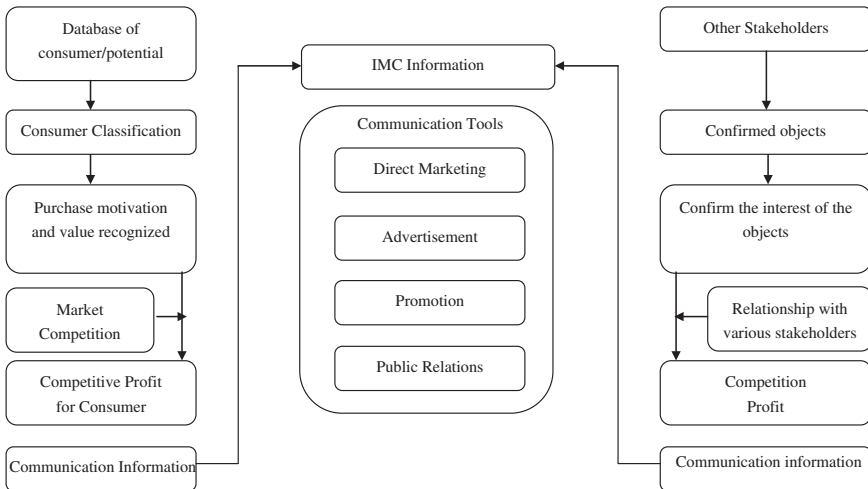 Database of
consumer/potential
Consumer Classification
Purchase motivation
and value recognized
Market
Competition
Competitive Profit
for Consumer
Communication Information
IMC Information
Communication Tools
Direct Marketing
Advertisement
Promotion
Public Relations
Other Stakeholders
Confirmed objects
Confirm the interest of the
objects
Relationship with
various stakeholders
Competition
Profit
Communication information